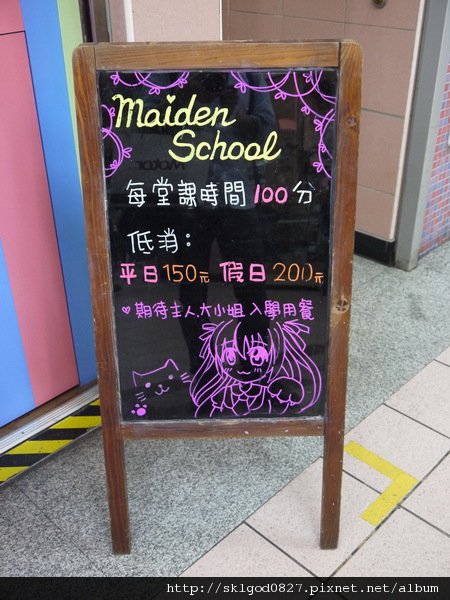 Maiden
School
每堂課時間100分
低消:
平日150元 假日200元
♥期待主人.大小姐 入學用餐
http://sklgod0827.pixnet.net/album